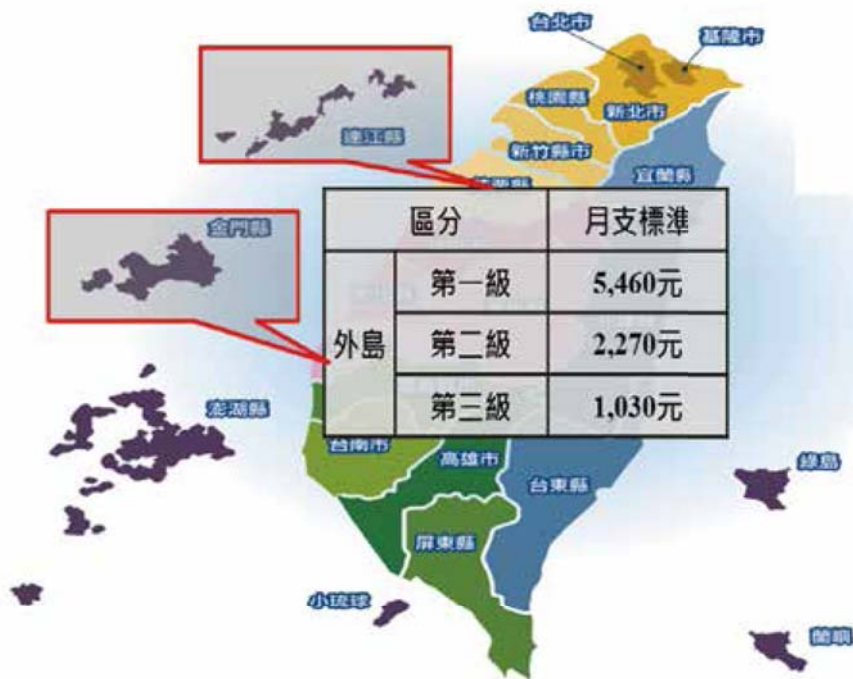 台北市
基隆市
連江縣
桃園縣
新北市
新竹縣市
宜蘭縣
金門縣
區分 月支標準
外島
第一級 5,460元
第二級 2,270元
第三級 1,030元
澎湖縣
台南市
高雄市
台東縣
綠島
屏東縣
小琉球
蘭嶼